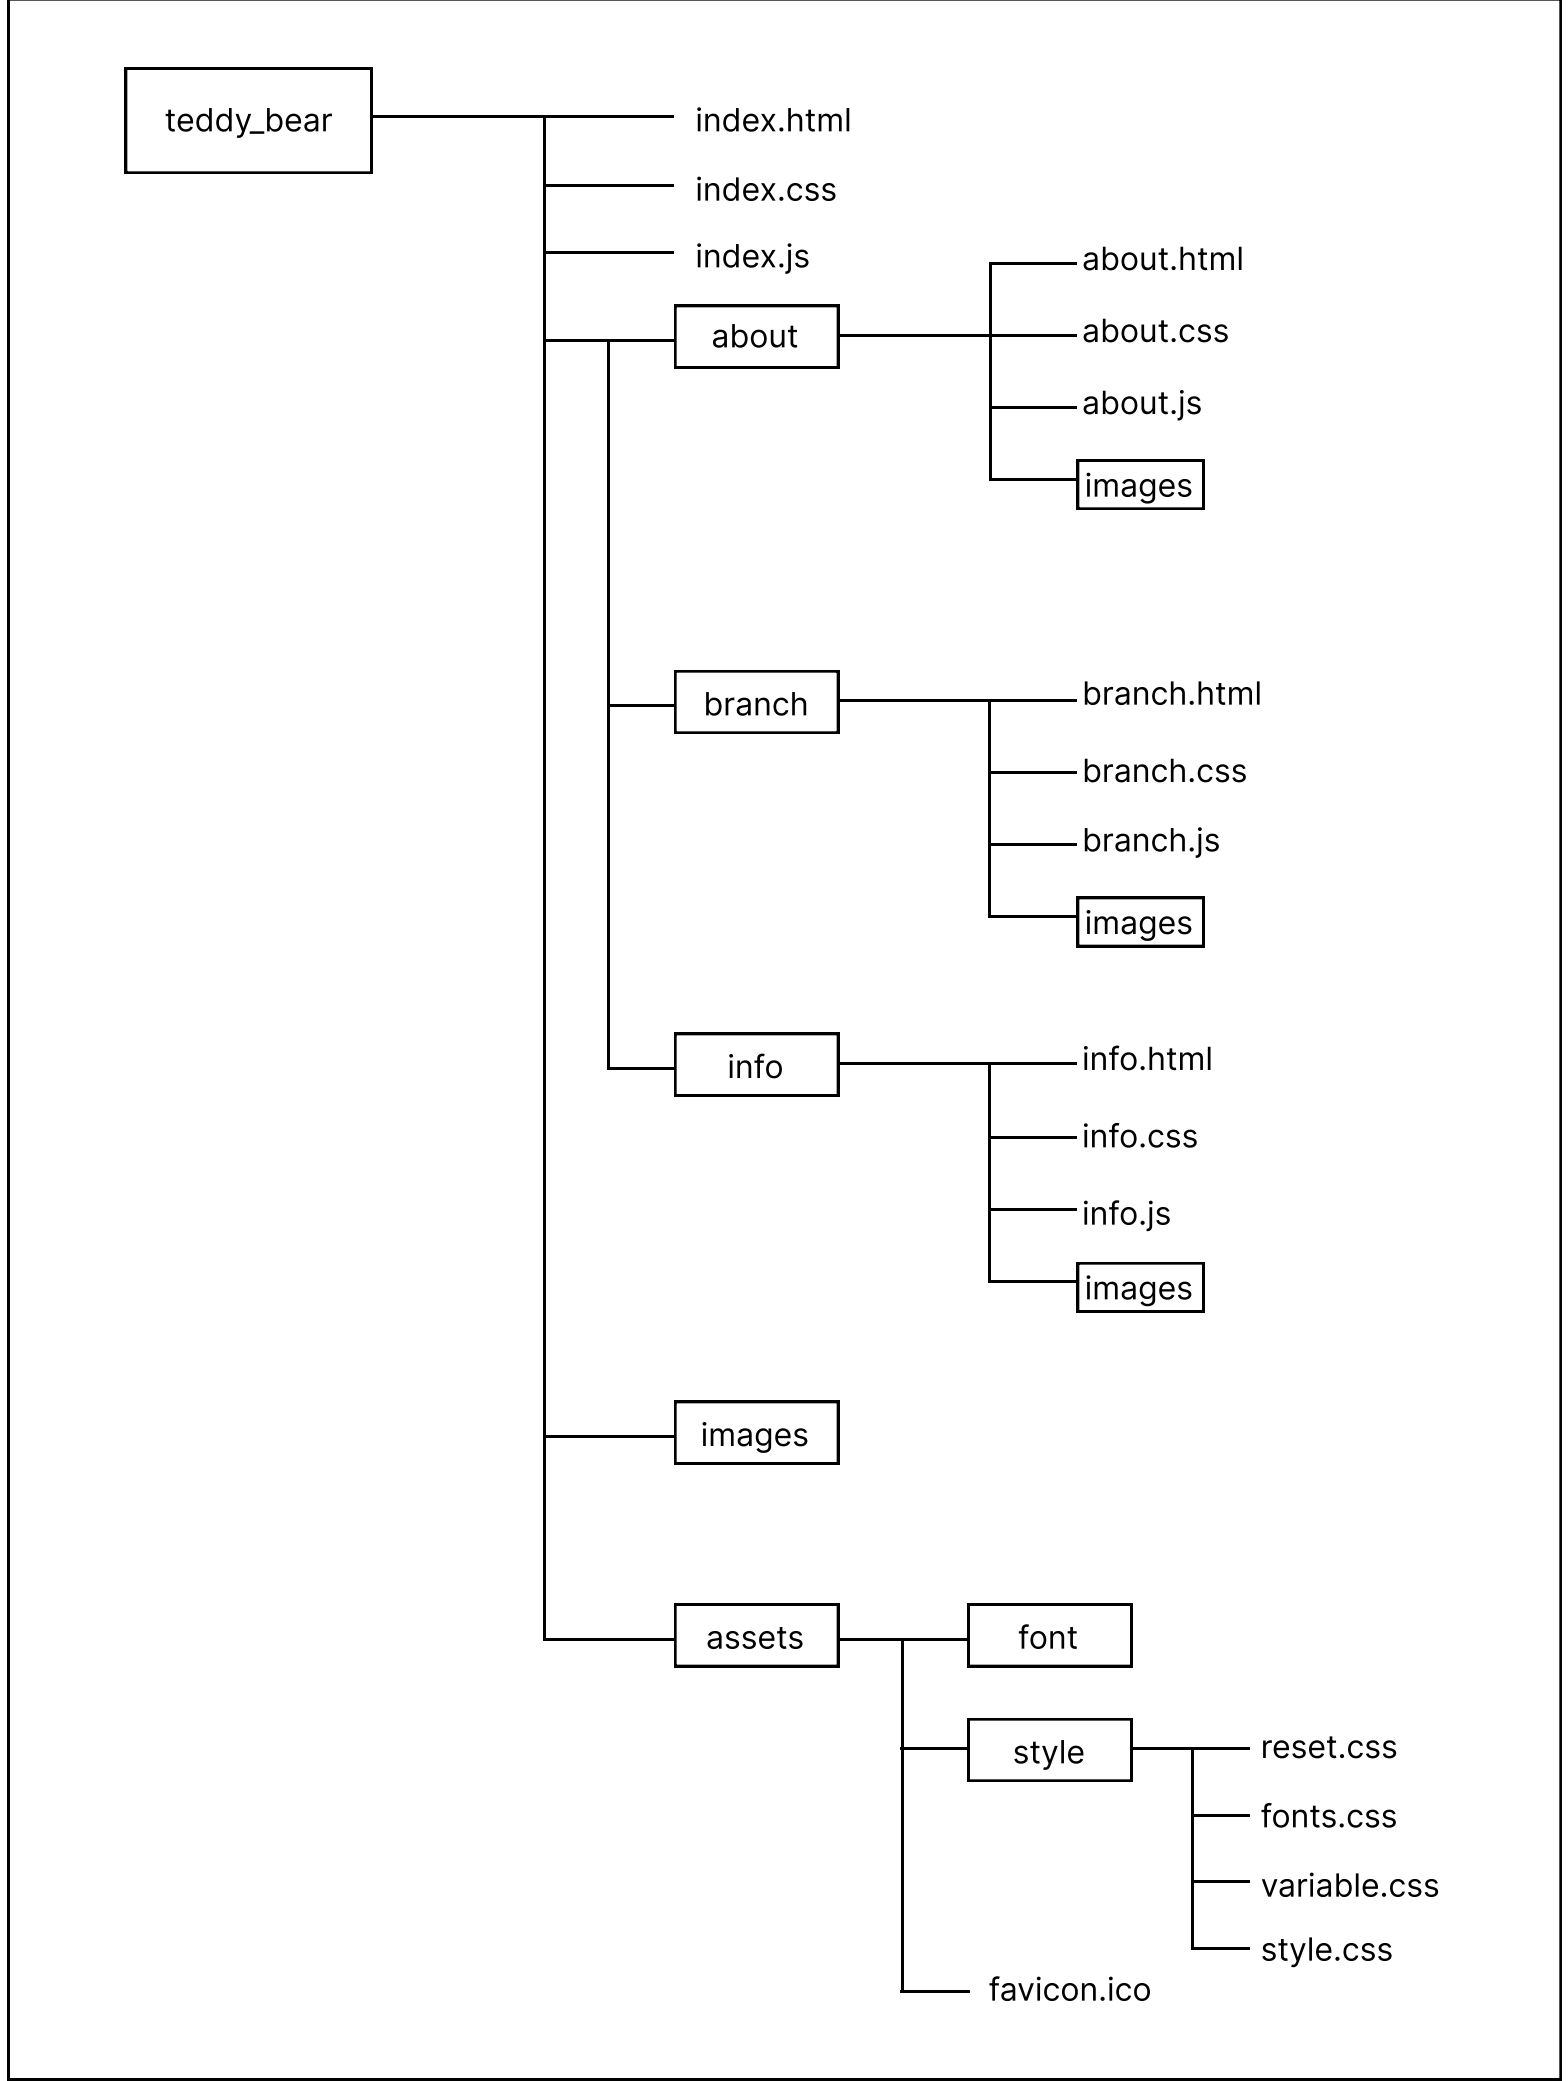 teddy_bear
index.html
index.css
index.js
about
about.html
about.css
about.js
images
branch
branch.html
branch.css
branch.js
images
info
info.html
info.css
info.js
images
images
assets
font
style
reset.css
fonts.css
variable.css
style.css
favicon.ico